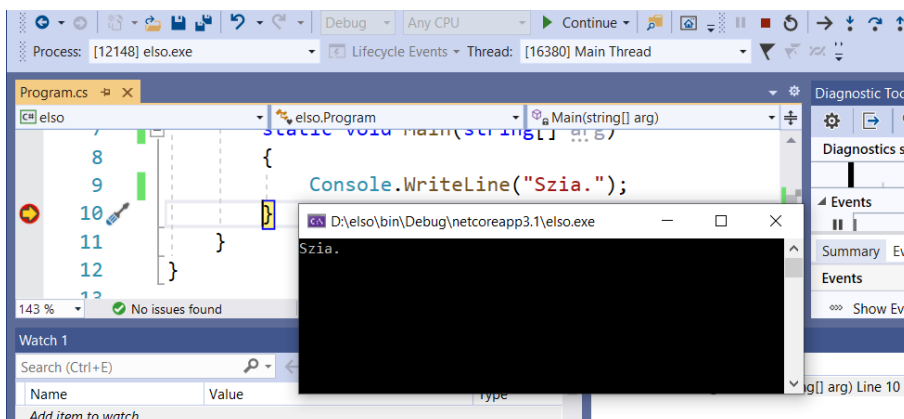 Debug Any CPU Continue
Process: [12148] elso.exe Lifecycle Events Thread: [16380] Main Thread
Program.cs Diagnostic Too
C# elso elso.Program Main(string[] arg)
7 static void Main(string[] arg)
8 {
Diagnostics s
9 Console.WriteLine("Szia.");
10 }
Events
D:\elso\bin\Debug\netcoreapp3.1\elso.exe
11 }
Szia.
Summary Ev
12 }
Events
13
143 % No issues found
Show Ev
Watch 1
Search (Ctrl+E)
g[] arg) Line 10
Name Value Type
Add item to watch